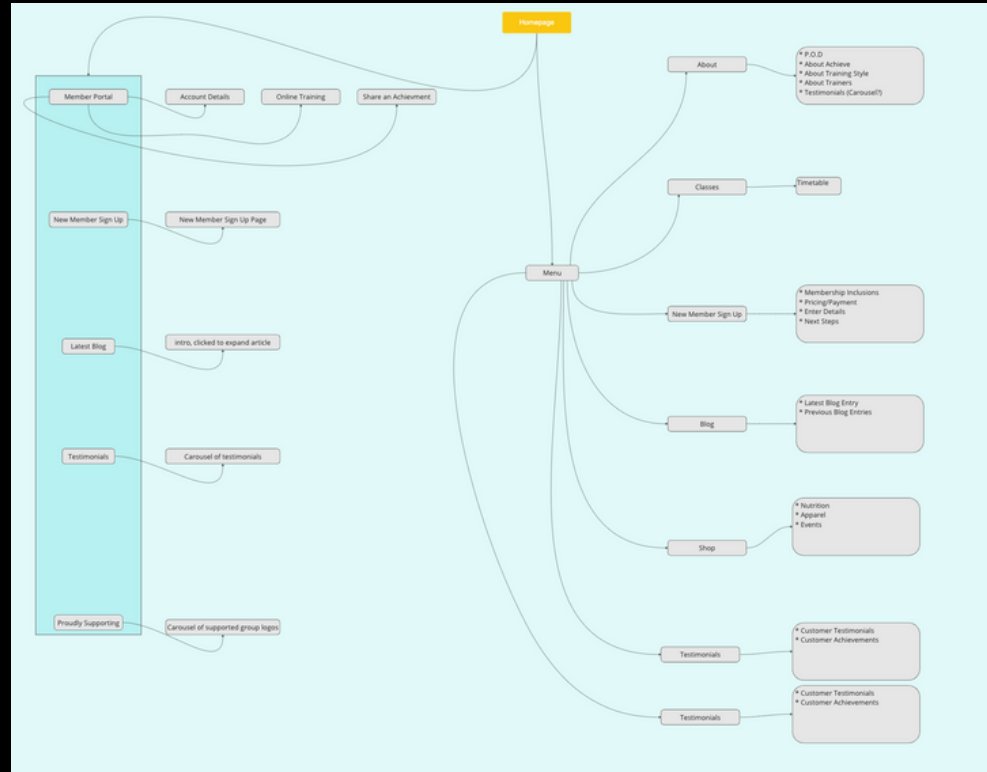 Homepage
Member Portal
Account Details
Online Training
Share an Achievment
New Member Sign Up
New Member Sign Up Page
Latest Blog
intro, clicked to expand article
Testimonials
Carousel of testimonials
Proudly Supporting
Carousel of supported group logos
Menu
About
* P.O.D
* About Achieve
* About Training Style
* About Trainers
* Testimonials (Carousel?)
Classes
Timetable
New Member Sign Up
* Membership Inclusions
* Pricing/Payment
* Enter Details
* Next Steps
Blog
* Latest Blog Entry
* Previous Blog Entries
Shop
* Nutrition
* Apparel
* Events
Testimonials
* Customer Testimonials
* Customer Achievements
Testimonials
* Customer Testimonials
* Customer Achievements